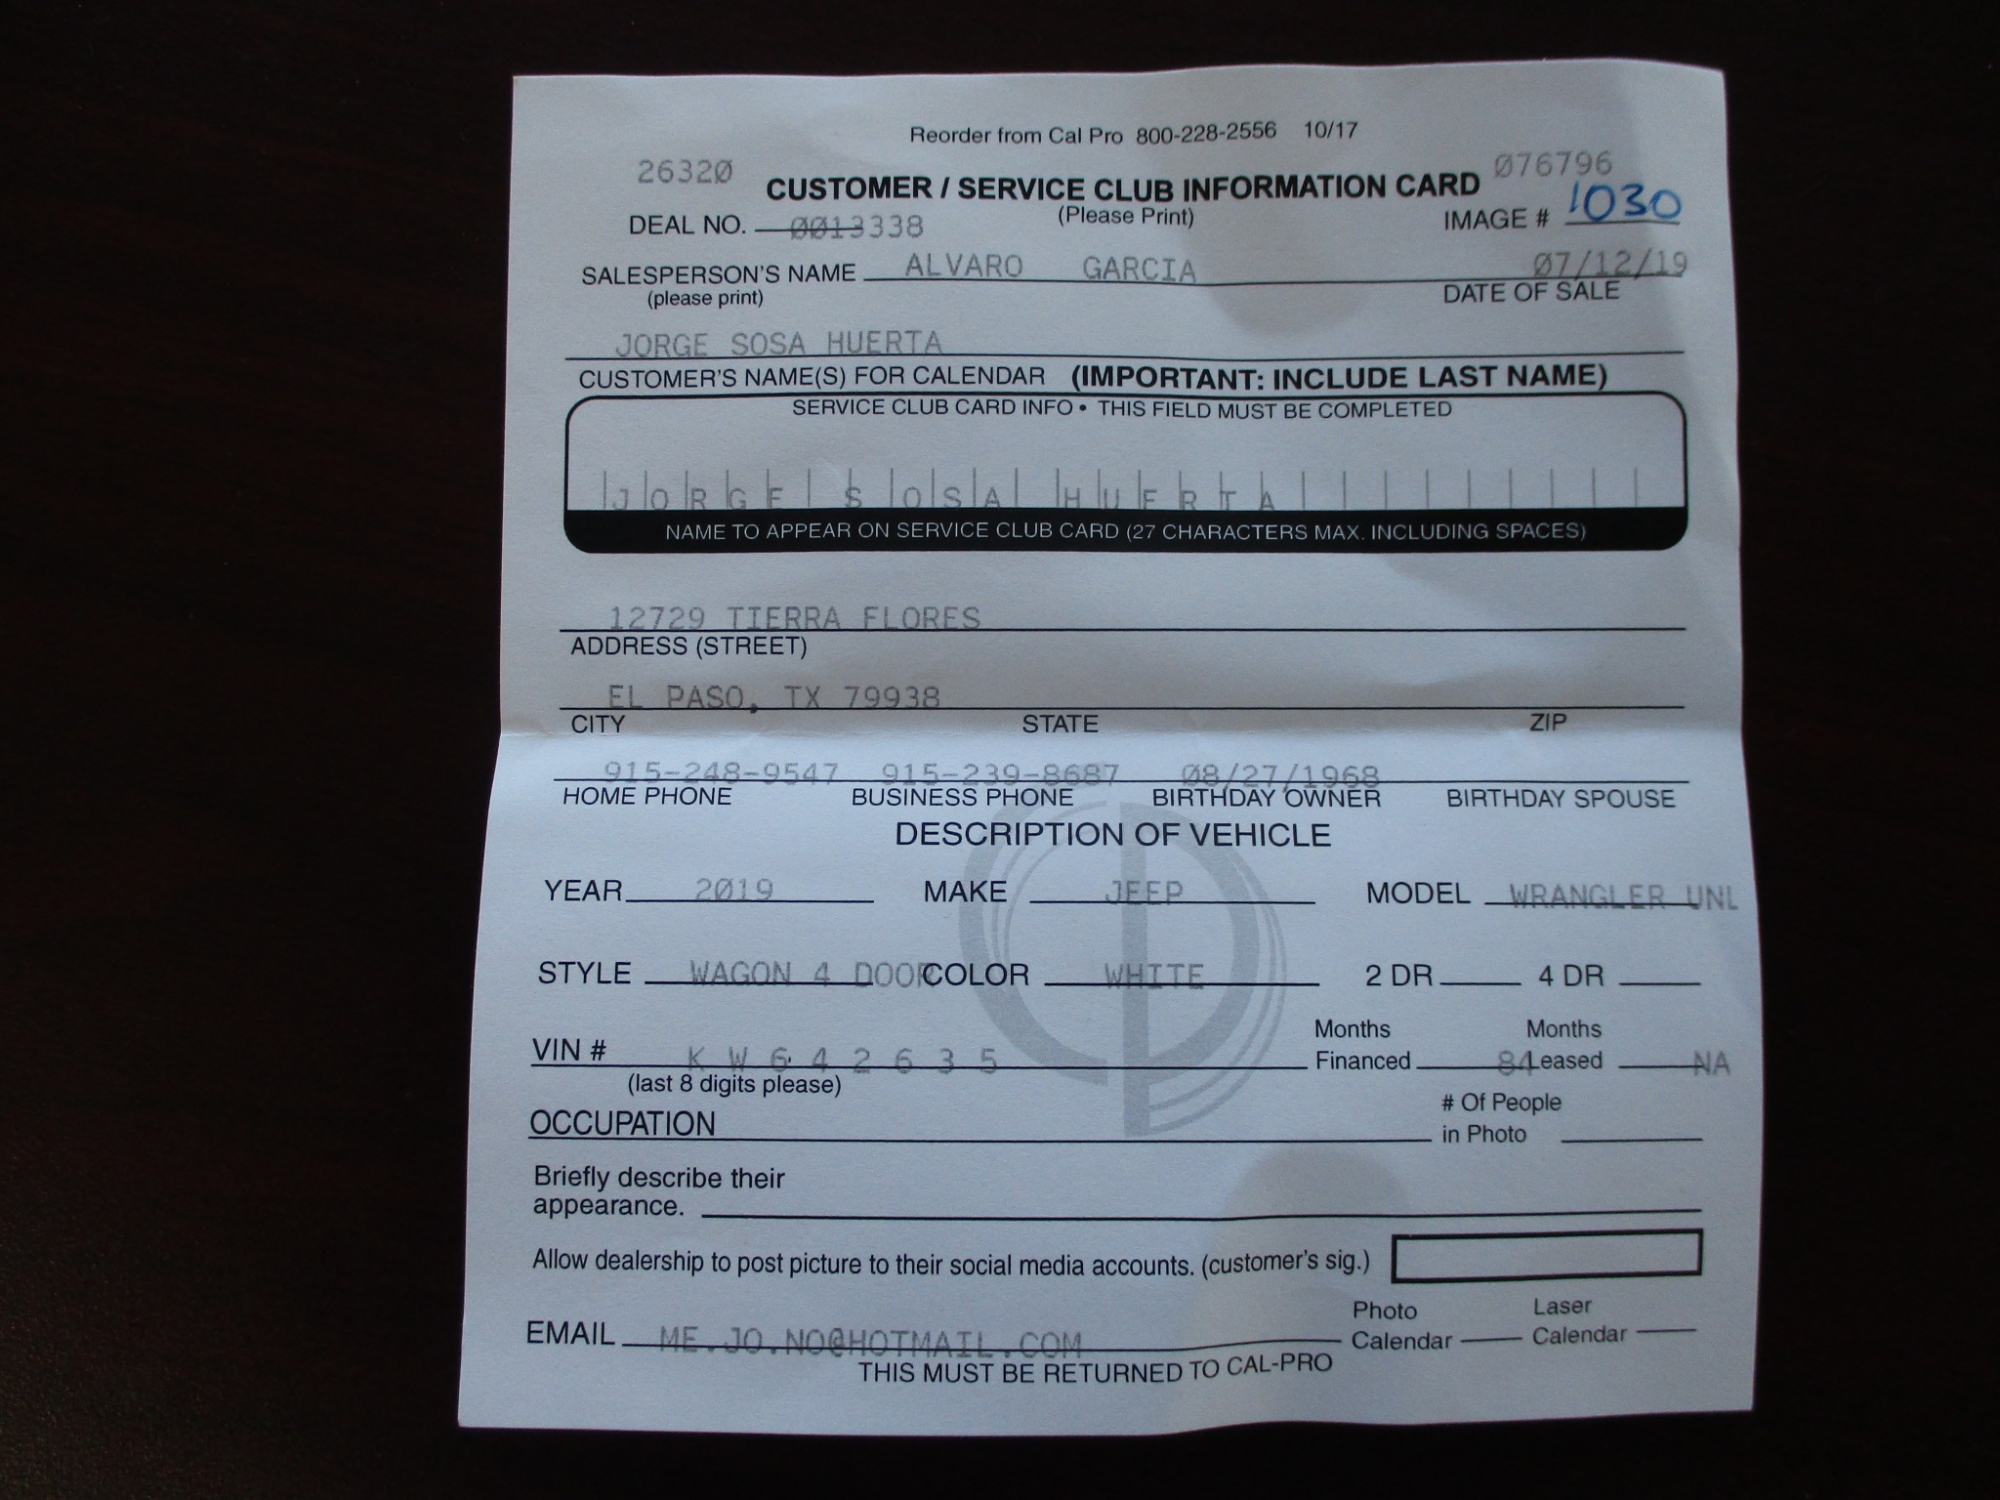 Reorder from Cal Pro 800-228-2556 10/17
26320 076796
CUSTOMER / SERVICE CLUB INFORMATION CARD
(Please Print)
DEAL NO. 0013338 IMAGE # 1030
SALESPERSON'S NAME ALVARO GARCIA 07/12/19
(please print) DATE OF SALE
JORGE SOSA HUERTA
CUSTOMER'S NAME(S) FOR CALENDAR (IMPORTANT: INCLUDE LAST NAME)
SERVICE CLUB CARD INFO • THIS FIELD MUST BE COMPLETED
JORGE SOSA HUERTA
NAME TO APPEAR ON SERVICE CLUB CARD (27 CHARACTERS MAX. INCLUDING SPACES)
12729 TIERRA FLORES
ADDRESS (STREET)
EL PASO, TX 79938
CITY STATE ZIP
915-248-9547 915-239-8687 08/27/1968
HOME PHONE BUSINESS PHONE BIRTHDAY OWNER BIRTHDAY SPOUSE
DESCRIPTION OF VEHICLE
YEAR 2019 MAKE JEEP MODEL WRANGLER UNL
STYLE WAGON 4 DOOR COLOR WHITE 2 DR 4 DR
Months Months
VIN # K W 6 4 2 6 3 5 Financed 84 Leased NA
(last 8 digits please)
# Of People
OCCUPATION in Photo
Briefly describe their
appearance.
Allow dealership to post picture to their social media accounts. (customer's sig.)
Photo Laser
EMAIL ME.JO.NO@HOTMAIL.COM Calendar Calendar
THIS MUST BE RETURNED TO CAL-PRO